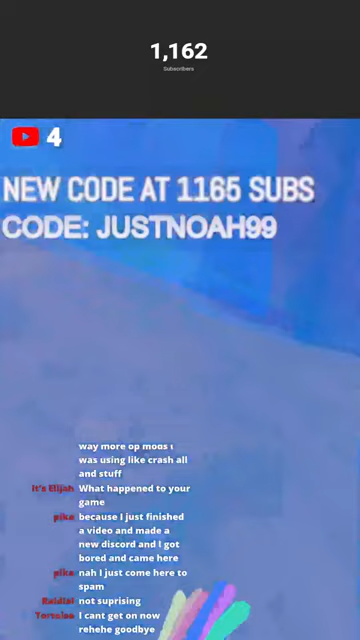 1,162
Subscribers
4
NEW CODE AT 1165 SUBS
CODE: JUSTNOAH99
way more op mods i
was using like crash all
and stuff
It's Elijah What happened to your
game
pika because I just finished
a video and made a
new discord and I got
bored and came here
pika nah I just come here to
spam
not suprising
I cant get on now
rehehe goodbye